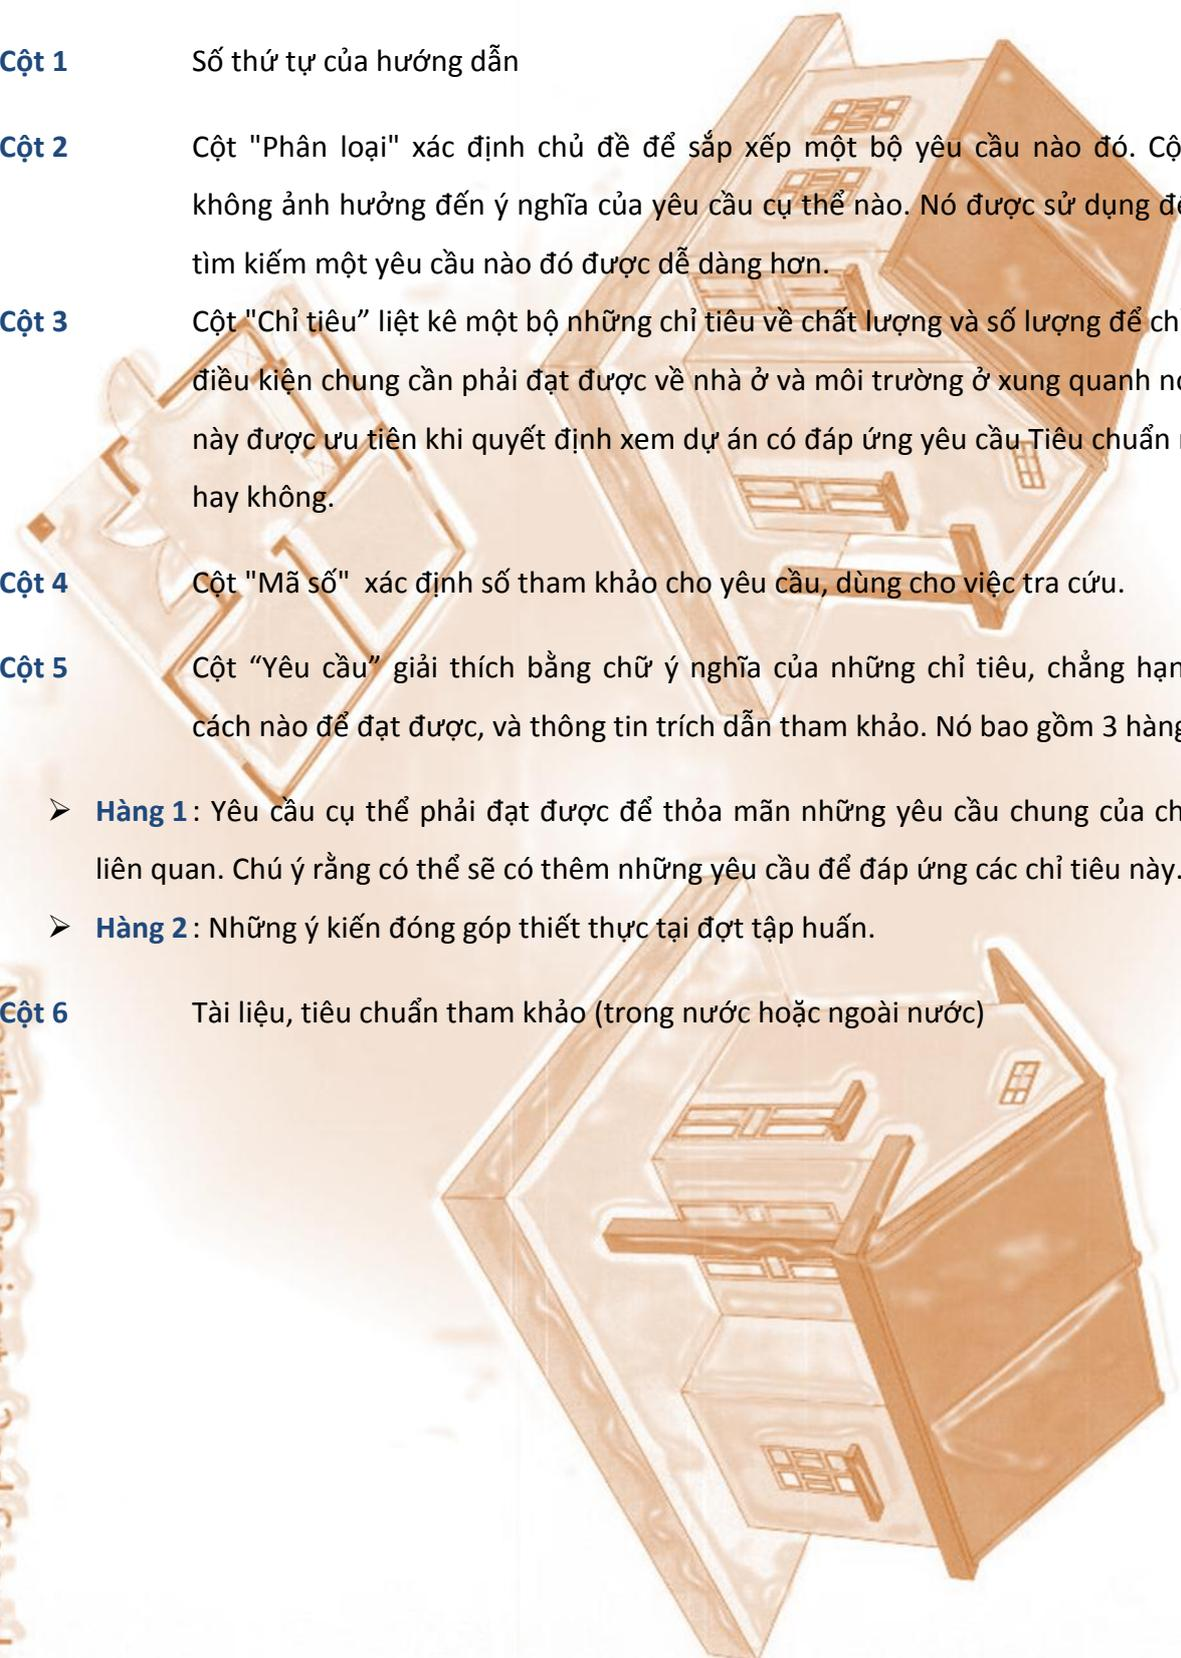 Cột 1 Số thứ tự của hướng dẫn
Cột 2 Cột "Phân loại" xác định chủ đề để sắp xếp một bộ yêu cầu nào đó.
không ảnh hưởng đến ý nghĩa của yêu cầu cụ thể nào. Nó được sử dụng
tìm kiếm một yêu cầu nào đó được dễ dàng hơn.
Cột 3 Cột "Chỉ tiêu” liệt kê một bộ những chỉ tiêu về chất lượng và số lượng để
điều kiện chung cần phải đạt được về nhà ở và môi trường ở xung quanh
này được ưu tiên khi quyết định xem dự án có đáp ứng yêu cầu Tiêu chuẩn
hay không.
Cột 4 Cột "Mã số" xác định số tham khảo cho yêu cầu, dùng cho việc tra cứu.
Cột 5 Cột “Yêu cầu” giải thích bằng chữ ý nghĩa của những chỉ tiêu, chẳng hạn
cách nào để đạt được, và thông tin trích dẫn tham khảo. Nó bao gồm 3 hàng
➢ Hàng 1 : Yêu cầu cụ thể phải đạt được để thỏa mãn những yêu cầu chung của
liên quan. Chú ý rằng có thể sẽ có thêm những yêu cầu để đáp ứng các chỉ tiêu này.
➢ Hàng 2 : Những ý kiến đóng góp thiết thực tại đợt tập huấn.
Cột 6 Tài liệu, tiêu chuẩn tham khảo (trong nước hoặc ngoài nước)